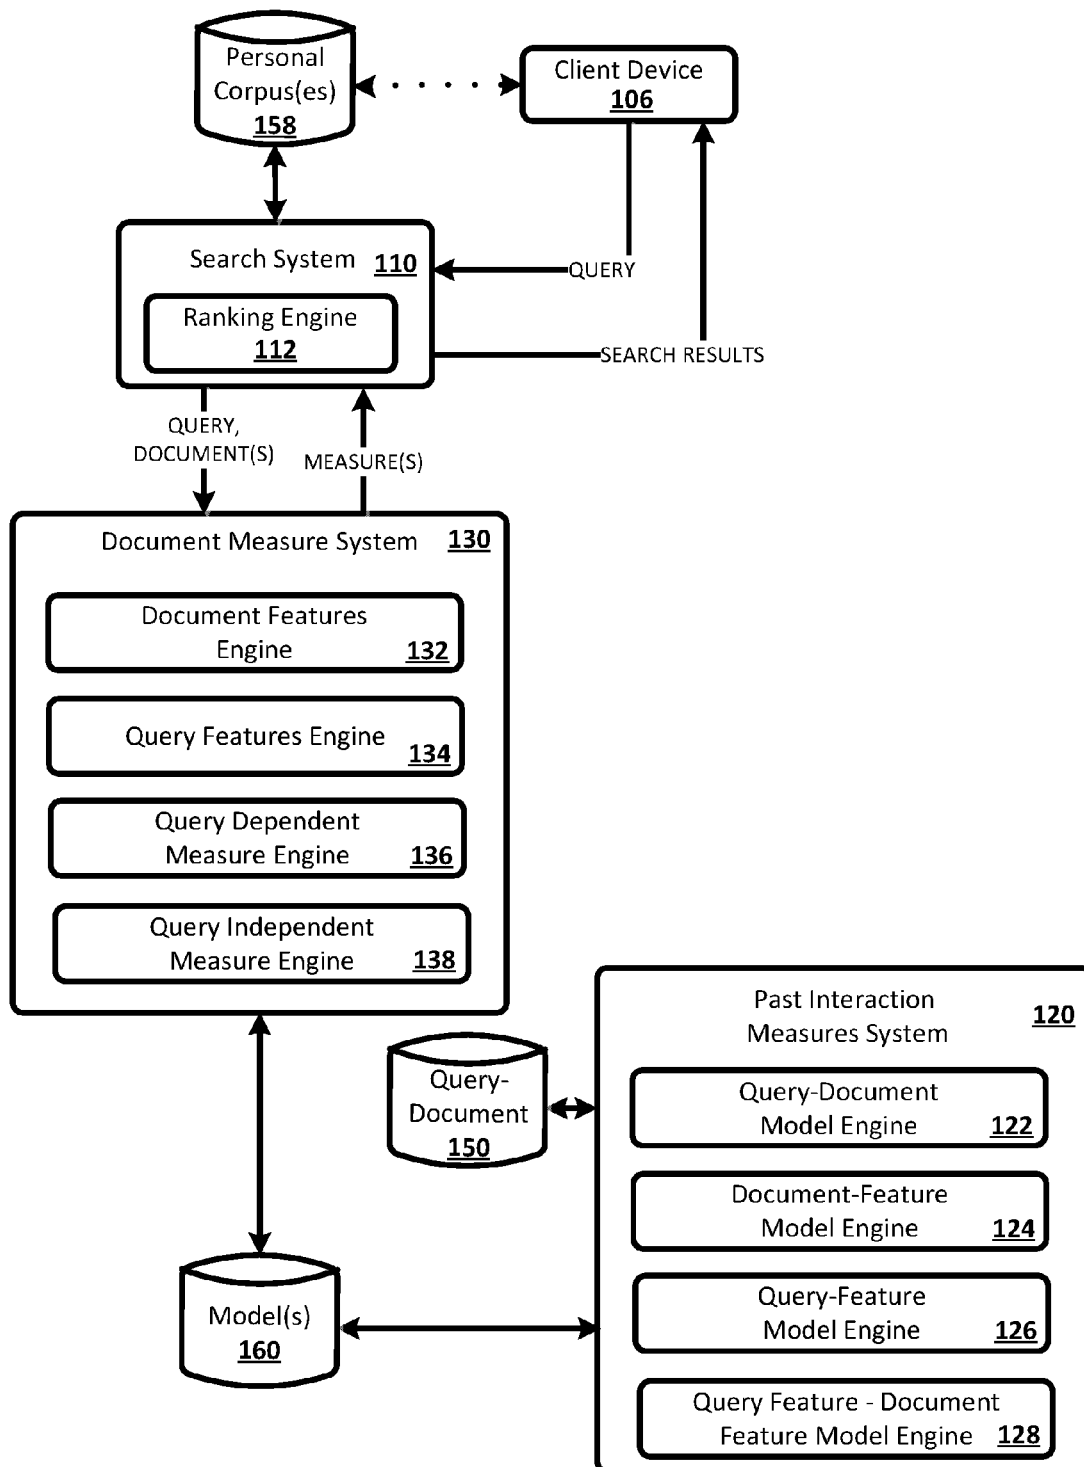 Personal
Corpus(es)
158
Client Device
106
Search System 110
QUERY
Ranking Engine
112
SEARCH RESULTS
QUERY,
DOCUMENT(S)
MEASURE(S)
Document Measure System 130
Document Features
Engine 132
Query Features Engine 134
Query Dependent
Measure Engine 136
Query Independent
Measure Engine 138
Query-
Document
150
Past Interaction
Measures System 120
Query-Document
Model Engine 122
Document-Feature
Model Engine 124
Query-Feature
Model Engine 126
Query Feature - Document
Feature Model Engine 128
Model(s)
160